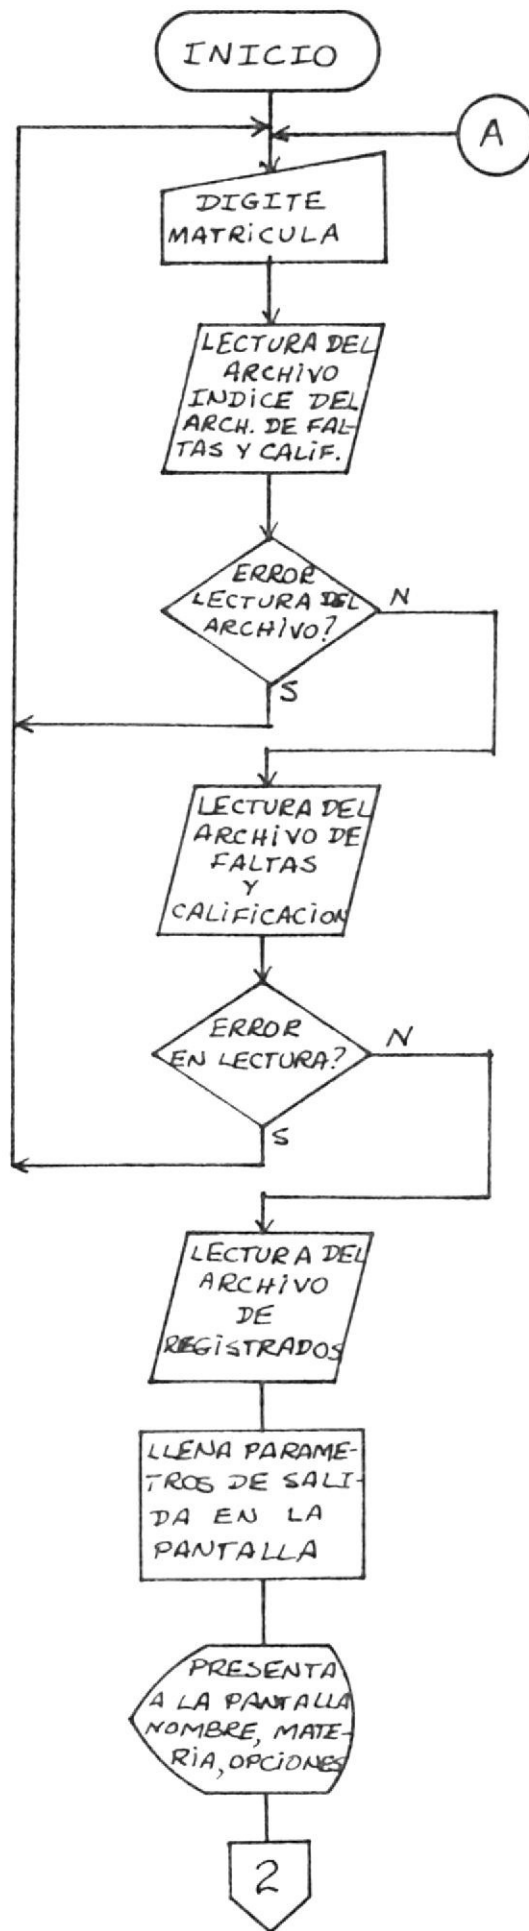 INICIO
A
DIGITE
MATRICULA
LECTURA DEL
ARCHIVO
INDICE DEL
ARCH. DE FAL-
TAS Y CALIF.
ERROR
LECTURA DEL
ARCHIVO?
N
S
LECTURA DEL
ARCHIVO DE
FALTAS
Y
CALIFICACION
ERROR
EN LECTURA?
N
S
LECTURA DEL
ARCHIVO
DE
REGISTRADOS
LLENA PARAME-
TROS DE SALI-
DA EN LA
PANTALLA
PRESENTA
A LA PANTALLA
NOMBRE, MATE-
RIA, OPCIONES
2